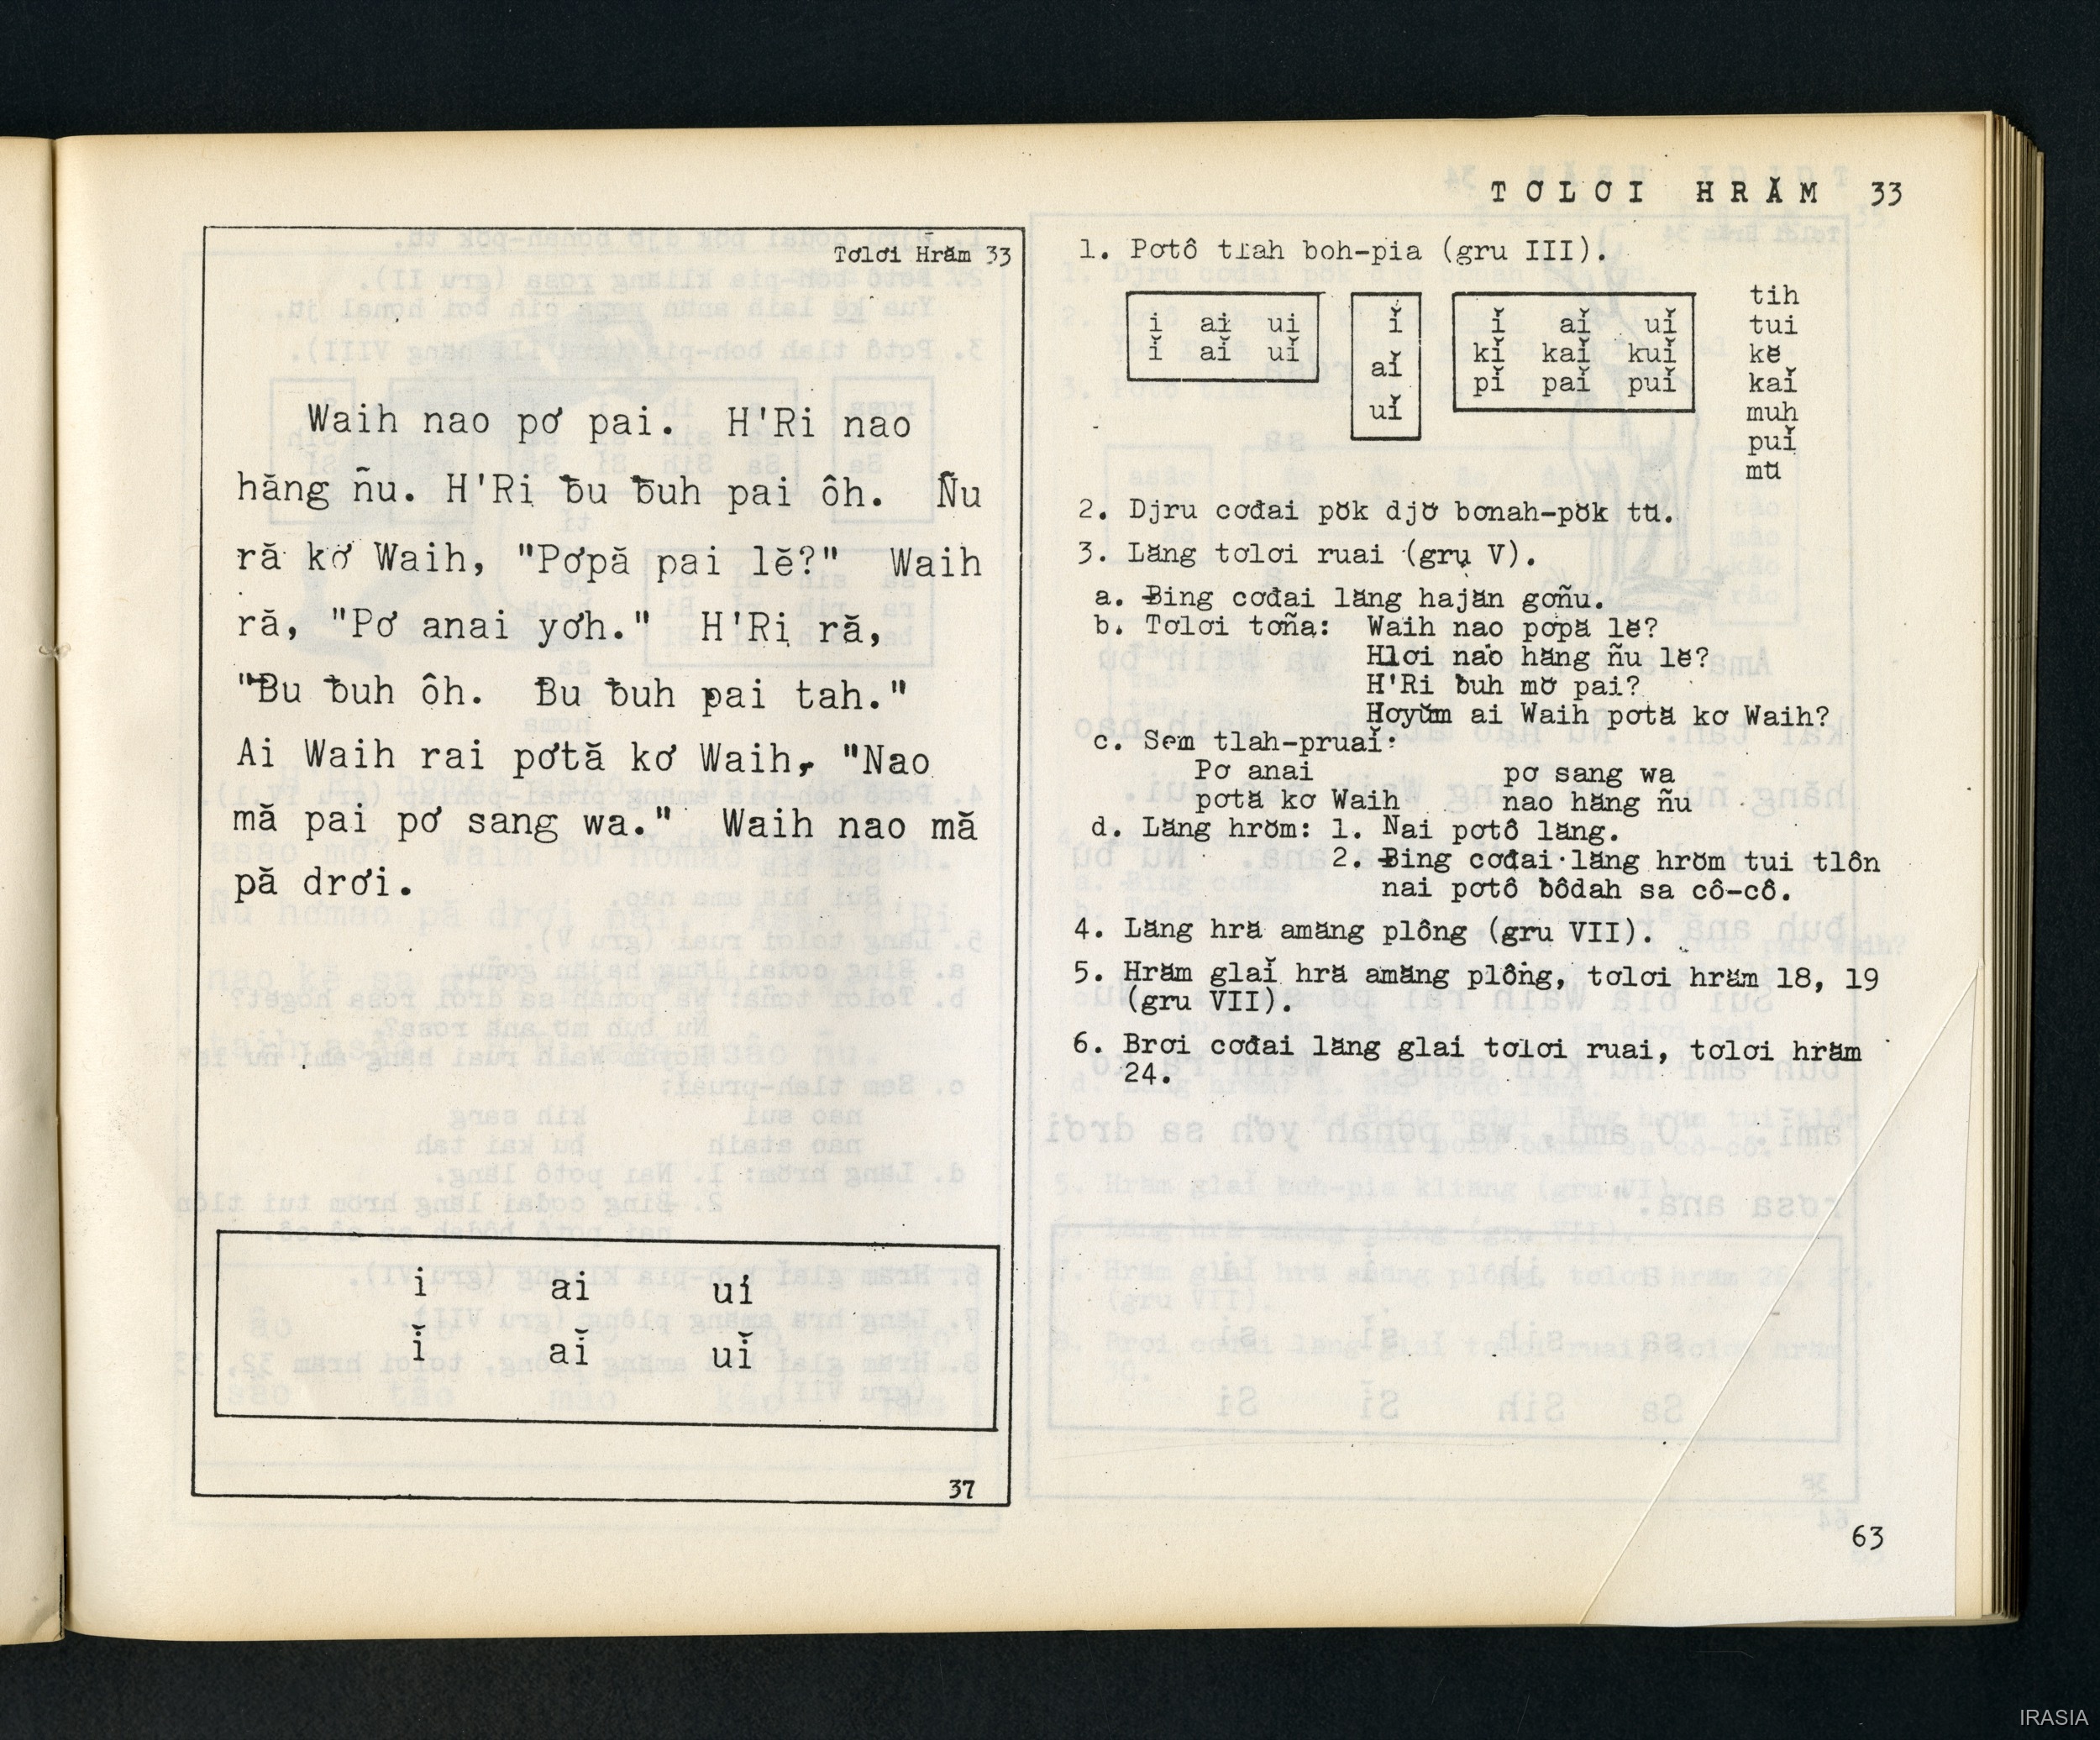 Tơlơi Hrăm 33
Waih nao pơ pai. H'Ri nao
hăng ñu. H'Ri ƀu ƀuh pai ôh. Ñu
ră kơ Waih, "Pơpă pai lĕ?" Waih
ră, "Pơ anai yơh." H'Ri ră,
"Ƀu ƀuh ôh. Ƀu ƀuh pai tah."
Ai Waih rai pơtă kơ Waih, "Nao
mă pai pơ sang wa." Waih nao mă
pă drơi.
i ai ui
ĭ aĭ uĭ
37
TƠLƠI HRĂM 33
1. Pơtô tlah boh-pia (gru III).
i ai ui
ĭ aĭ uĭ
ĭ
aĭ
uĭ
ĭ aĭ uĭ
kĭ kaĭ kuĭ
pĭ paĭ puĭ
tih
tui
kĕ
kaĭ
muh
puĭ
mŭ
2. Djru cơđai pŏk djơ̆ bơnah-pŏk tŭ.
3. Lăng tơlơi ruai (gru V).
a. Ƀing cơđai lăng hajăn gơñu.
b. Tơlơi tơña: Waih nao pơpă lĕ?
Hlơi nao hăng ñu lĕ?
H'Ri ƀuh mơ̆ pai?
Hơyŭm ai Waih pơtă kơ Waih?
c. Sem tlah-pruaĭ:
Pơ anai pơ sang wa
pơtă kơ Waih nao hăng ñu
d. Lăng hrŏm: 1. Nai pơtô lăng.
2. Ƀing cơđai lăng hrŏm tui tlôn
nai pơtô ƀôdah sa cô-cô.
4. Lăng hră amăng plông (gru VII).
5. Hrăm glaĭ hră amăng plông, tơlơi hrăm 18, 19
(gru VII).
6. Brơi cơđai lăng glai tơlơi ruai, tơlơi hrăm
24.
63
IRASIA